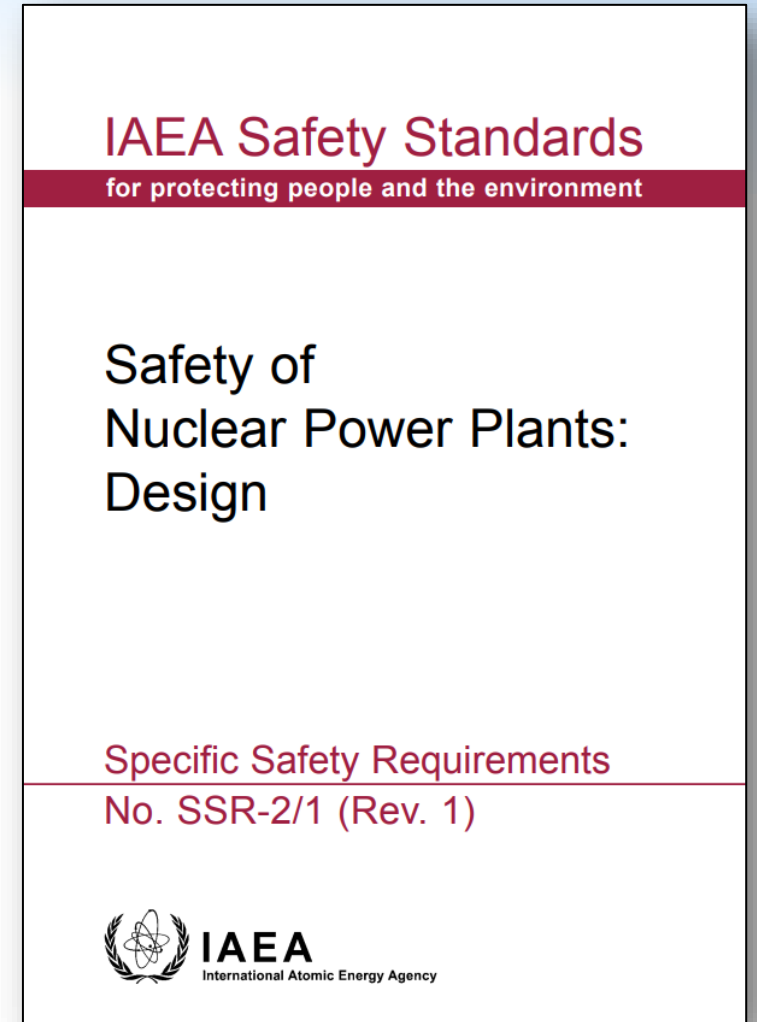 IAEA Safety Standards
for protecting people and the environment
Safety of
Nuclear Power Plants:
Design
Specific Safety Requirements
No. SSR-2/1 (Rev. 1)
IAEA
International Atomic Energy Agency